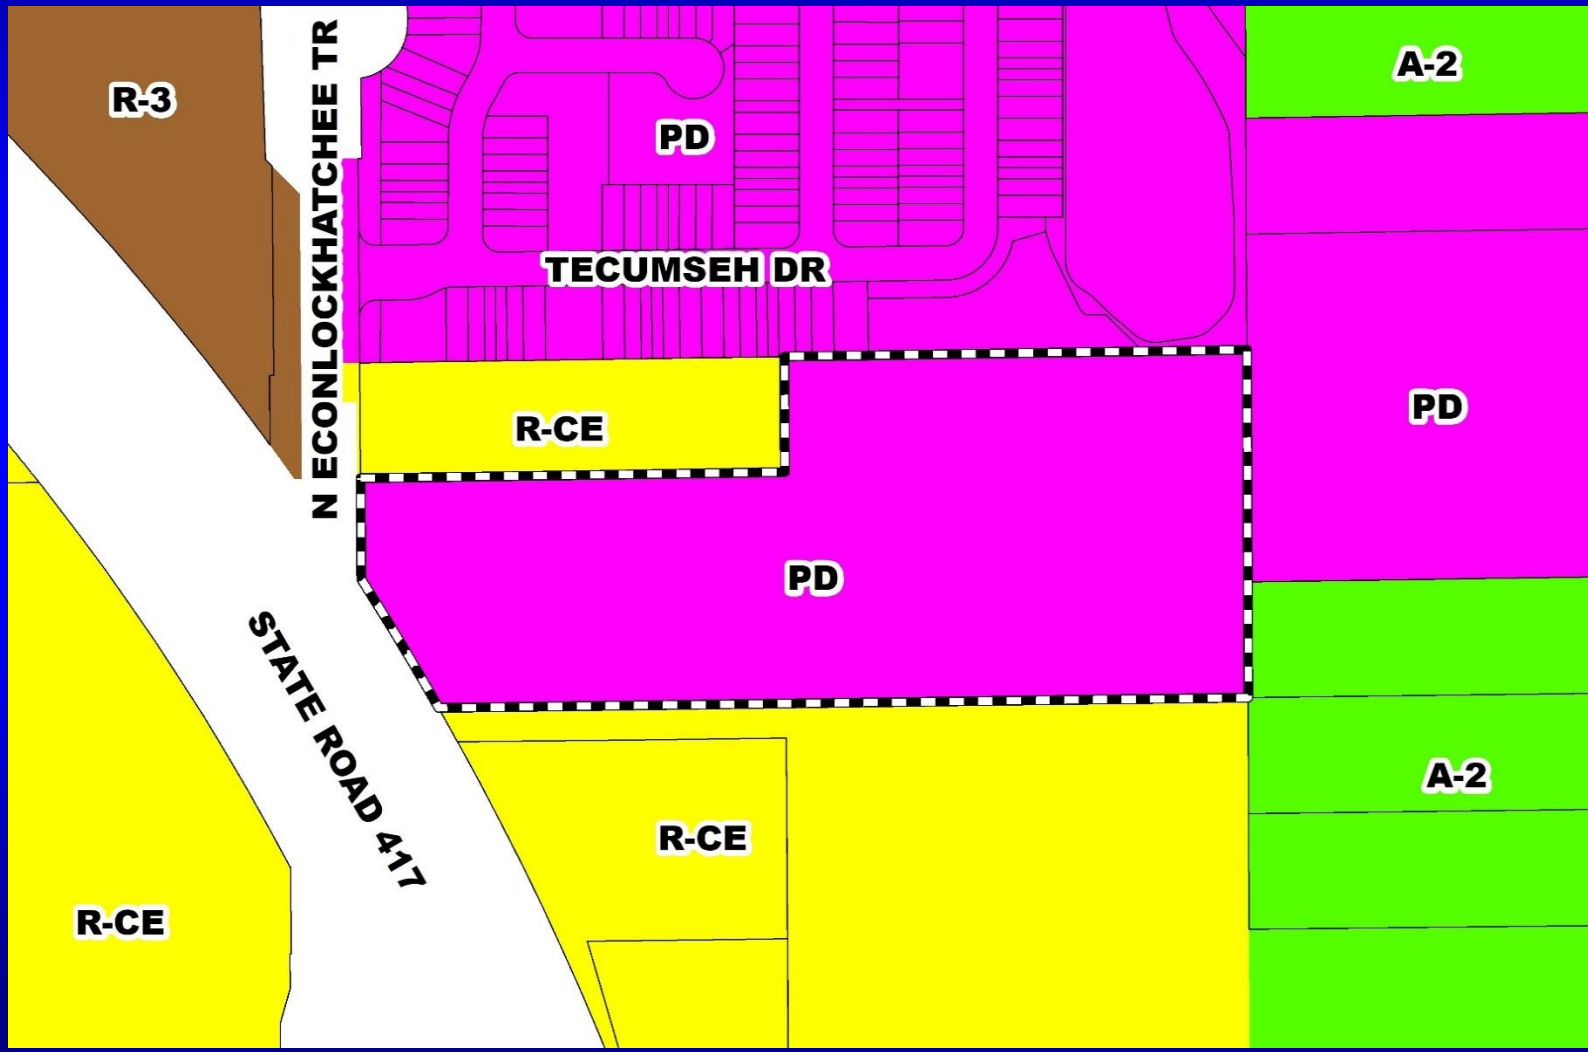 A-2
R-3
PD
N ECONLOCKHATCHEE TR
TECUMSEH DR
PD
R-CE
PD
STATE ROAD 417
A-2
R-CE
R-CE